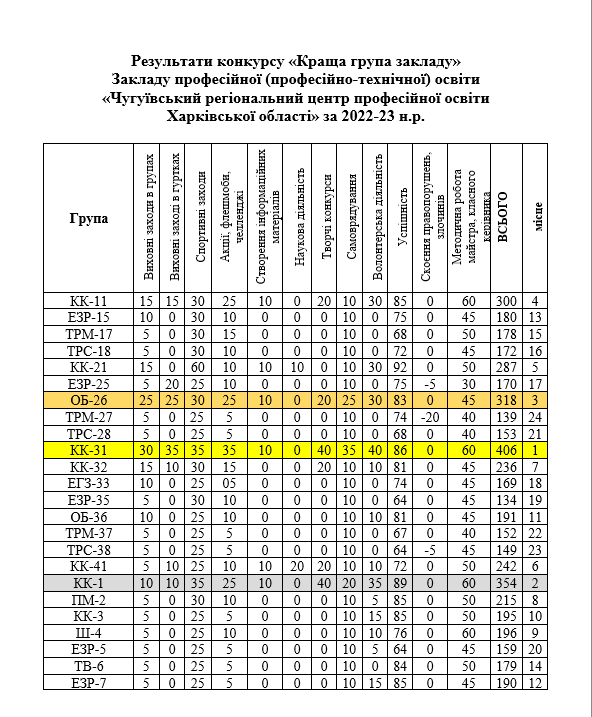 Результати конкурсу «Краща група закладу»
Закладу професійної (професійно-технічної) освіти
«Чугуївський регіональний центр професійної освіти
Харківської області» за 2022-23 н.р.
Група
Виховні заходи в групах
Виховні заході в гуртках
Спортивні заходи
Акції, флешмоби,
челленджі
Створення інформаційних
матеріалів
Наукова діяльність
Творчі конкурси
Самоврядування
Волонтерська діяльність
Успішність
Скоєння правопорушень,
злочинів
Методична робота
майстра, класного
керівника
ВСЬОГО
місце
КК-11 15 15 30 25 10 0 20 10 30 85 0 60 300 4
ЕЗР-15 10 0 30 10 0 0 0 10 0 75 0 45 180 13
ТРМ-17 5 0 30 15 0 0 0 10 0 68 0 50 178 15
ТРС-18 5 0 30 10 0 0 0 10 0 72 0 45 172 16
КК-21 15 0 60 10 10 10 0 10 30 92 0 50 287 5
ЕЗР-25 5 20 25 10 0 0 0 10 0 75 -5 30 170 17
ОБ-26 25 25 30 25 10 0 20 25 30 83 0 45 318 3
ТРМ-27 5 0 25 5 0 0 0 10 0 74 -20 40 139 24
ТРС-28 5 0 25 5 0 0 0 10 0 68 0 40 153 21
КК-31 30 35 35 35 10 0 40 35 40 86 0 60 406 1
КК-32 15 10 30 15 0 0 20 10 10 81 0 45 236 7
ЕГЗ-33 10 0 25 05 0 0 0 10 0 74 0 45 169 18
ЕЗР-35 5 0 30 10 0 0 0 10 0 64 0 45 134 19
ОБ-36 10 0 25 10 0 0 0 10 10 81 0 45 191 11
ТРМ-37 5 0 25 5 0 0 0 10 0 67 0 40 152 22
ТРС-38 5 0 25 5 0 0 0 10 0 64 -5 45 149 23
КК-41 5 10 25 10 10 20 20 10 10 72 0 50 242 6
КК-1 10 10 35 25 10 0 40 20 35 89 0 60 354 2
ПМ-2 5 0 30 10 0 0 0 10 5 85 0 50 215 8
КК-3 5 0 25 5 0 0 0 10 15 85 0 50 195 10
Ш-4 5 0 25 10 0 0 0 10 10 76 0 60 196 9
ЕЗР-5 5 0 25 5 0 0 0 10 5 64 0 45 159 20
ТВ-6 5 0 25 5 0 0 0 10 0 84 0 50 179 14
ЕЗР-7 5 0 25 5 0 0 0 10 15 85 0 45 190 12